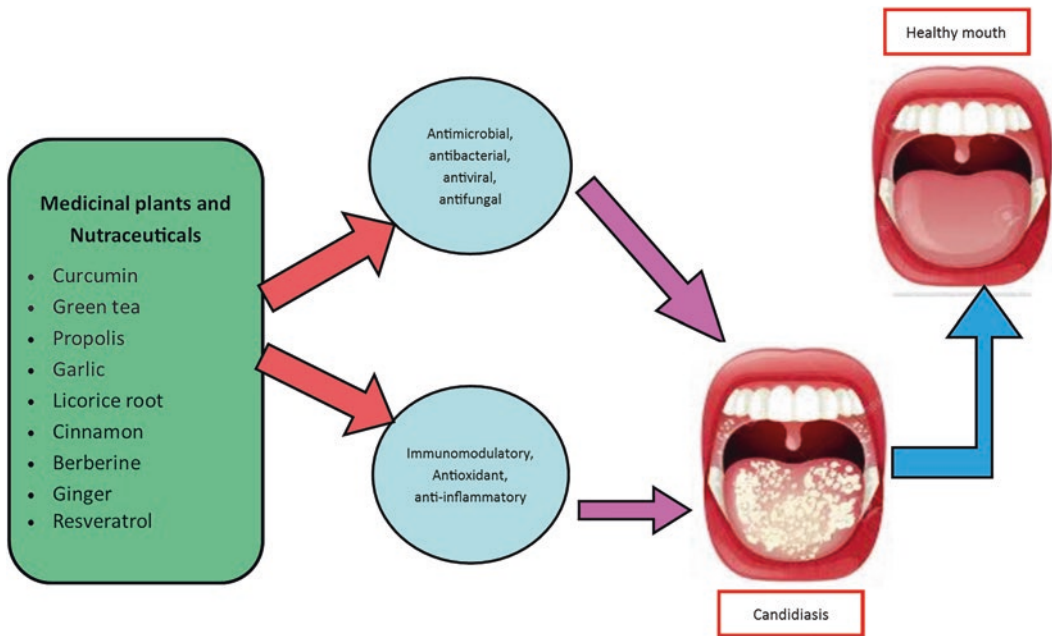 Healthy mouth
Antimicrobial,
antibacterial,
antiviral,
antifungal
Medicinal plants and
Nutraceuticals
• Curcumin
• Green tea
• Propolis
• Garlic
• Licorice root
• Cinnamon
• Berberine
• Ginger
• Resveratrol
Immunomodulatory,
Antioxidant,
anti-inflammatory
Candidiasis